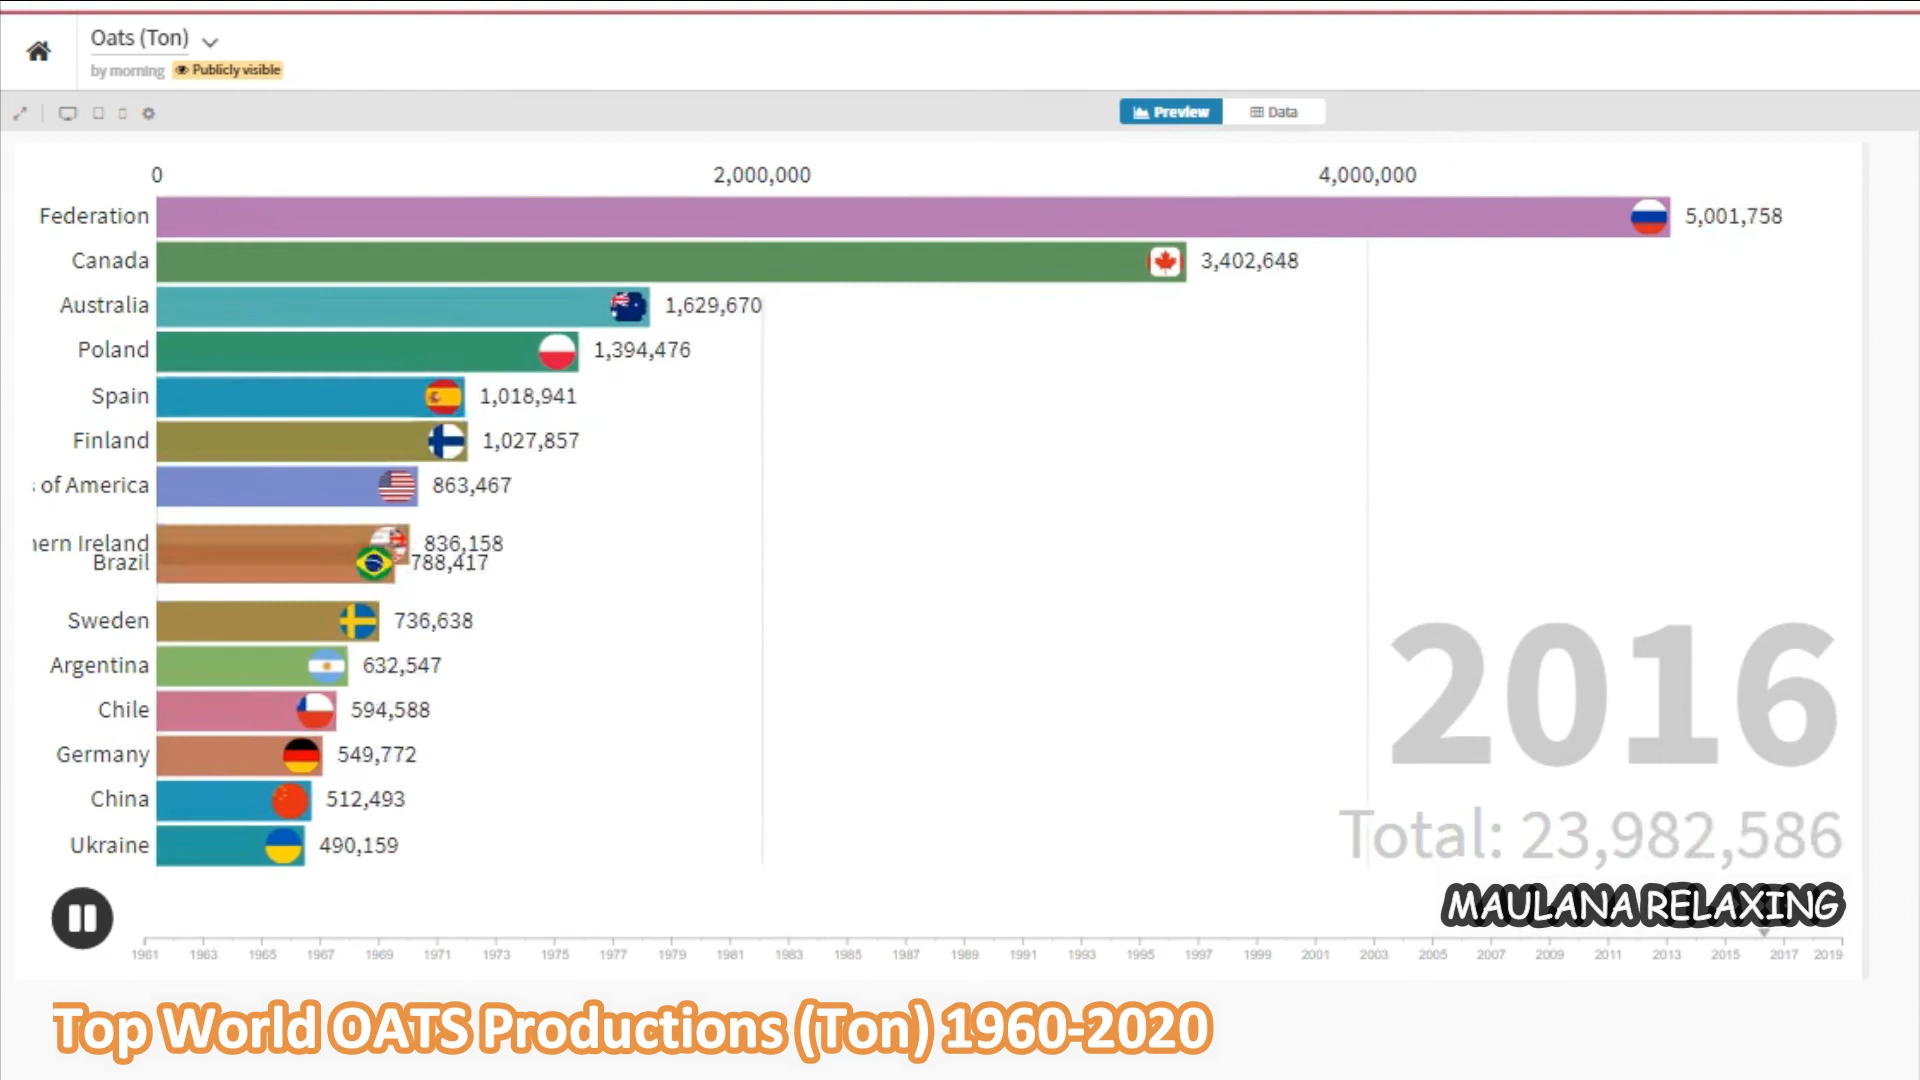 Oats (Ton)
by morning Publicly visible
Preview Data
0 2,000,000 4,000,000
Federation 5,001,758
Canada 3,402,648
Australia 1,629,670
Poland 1,394,476
Spain 1,018,941
Finland 1,027,857
of America 863,467
hern Ireland 836,158
Brazil 788,417
Sweden 736,638
Argentina 632,547
Chile 594,588
Germany 549,772
China 512,493
Ukraine 490,159
2016
Total: 23,982,586
MAULANA RELAXING
1961 1963 1965 1967 1969 1971 1973 1975 1977 1979 1981 1983 1985 1987 1989 1991 1993 1995 1997 1999 2001 2003 2005 2007 2009 2011 2013 2015 2017 2019
Top World OATS Productions (Ton) 1960-2020